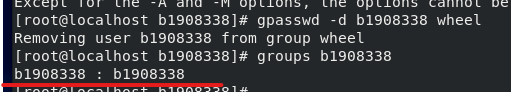 Except for the -A and -M options, the options cannot be
[root@localhost b1908338]# gpasswd -d b1908338 wheel
Removing user b1908338 from group wheel
[root@localhost b1908338]# groups b1908338
b1908338 : b1908338
[root@localhost b1908338]#